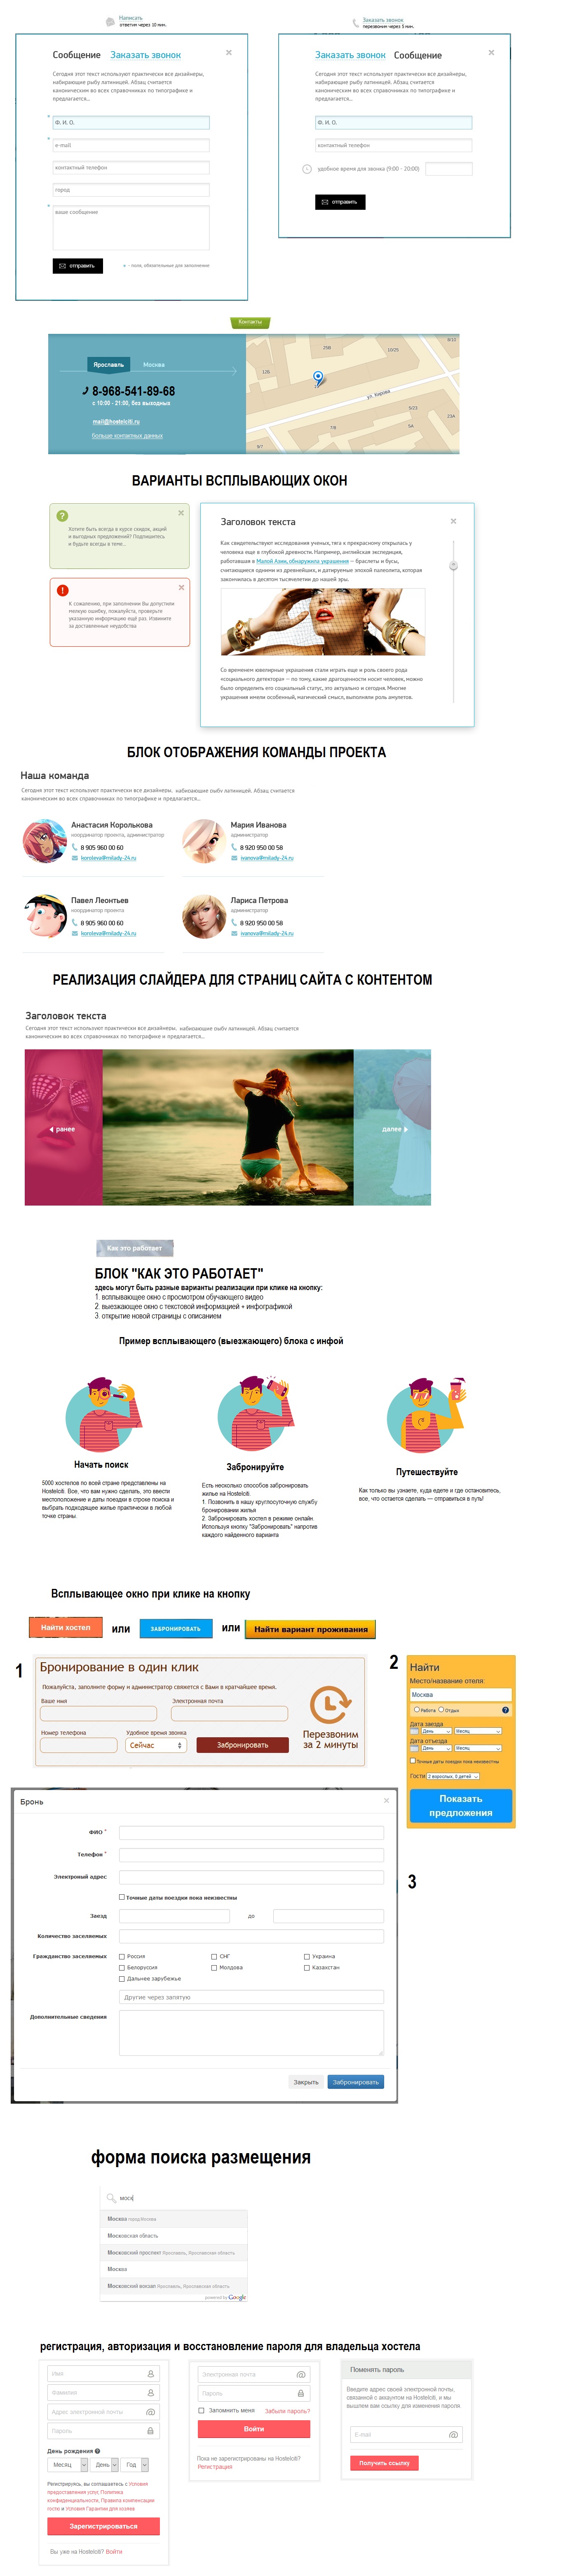 Написать
ответим через 10 мин.
Заказать звонок
перезвоним через 5 мин.
Сообщение Заказать звонок
Сегодня этот текст используют практически все дизайнеры,
набирающие рыбу латиницей. Абзац считается
каноническим во всех справочниках по типографике и
предлагается...
* Ф. И. О.
* e-mail
контактный телефон
город
* ваше сообщение
отправить
* - поля, обязательные для заполнения
Заказать звонок Сообщение
Сегодня этот текст используют практически все дизайнеры,
набирающие рыбу латиницей. Абзац считается
каноническим во всех справочниках по типографике и
предлагается...
Ф. И. О.
контактный телефон
удобное время для звонка (9:00 - 20:00)
отправить
Контакты
Ярославль Москва
8-968-541-89-68
с 10:00 - 21:00, без выходных
mail@hostelciti.ru
Больше контактных данных
8/10
29В
10/25
12Б
ул. Кирова
5/23
23А
7/8
5А
9/7
ВАРИАНТЫ ВСПЛЫВАЮЩИХ ОКОН
Хотите быть всегда в курсе скидок, акций
и выгодных предложений? Подпишитесь
и будьте всегда в теме...
К сожалению, при заполнении Вы допустили
мелкую ошибку, пожалуйста, проверьте
указанную информацию ещё раз. Извините
за доставленные неудобства
Заголовок текста
Как свидетельствуют исследования ученых, тяга к прекрасному открылась у
человека еще в глубокой древности. Например, английская экспедиция,
работавшая в Малой Азии, обнаружила украшения — браслеты и бусы,
считающиеся одними из древнейших, и датируемые эпохой палеолита, которая
закончилась в десятом тысячелетии до нашей эры.
Со временем ювелирные украшения стали играть еще и роль своего рода
«социального детектора» — по тому, какие драгоценности носит человек, можно
было определить его социальный статус, это актуально и сегодня. Многие
украшения имели особенный, магический смысл, выполняли роль амулетов.
БЛОК ОТОБРАЖЕНИЯ КОМАНДЫ ПРОЕКТА
Наша команда
Сегодня этот текст используют практически все дизайнеры, набивающие рыбу латиницей. Абзац считается
каноническим во всех справочниках по типографике и предлагается...
Анастасия Королькова
координатор проекта, администратор
8 905 960 00 60
koroleva@milady-24.ru
Мария Иванова
администратор
8 920 950 00 58
ivanova@milady-24.ru
Павел Леонтьев
координатор проекта
8 905 960 00 60
koroleva@milady-24.ru
Лариса Петрова
администратор
8 920 950 00 58
ivanova@milady-24.ru
РЕАЛИЗАЦИЯ СЛАЙДЕРА ДЛЯ СТРАНИЦ САЙТА С КОНТЕНТОМ
Заголовок текста
Сегодня этот текст используют практически все дизайнеры, набивающие рыбу латиницей. Абзац считается
каноническим во всех справочниках по типографике и предлагается...
ранее
далее
Как это работает
БЛОК "КАК ЭТО РАБОТАЕТ"
здесь могут быть разные варианты реализации при клике на кнопку:
1. всплывающее окно с просмотром обучающего видео
2. выезжающее окно с текстовой информацией + инфографикой
3. открытие новой страницы с описанием
Пример всплывающего (выезжающего) блока с инфой
Начать поиск
5000 хостелов по всей стране представлены на
Hostelciti. Все, что вам нужно сделать, это ввести
местоположение и даты поездки в строке поиска и
выбрать подходящее жилье практически в любой
точке страны
Забронируйте
Есть несколько способов забронировать
жилье на Hostelciti.
1. Позвонить в нашу круглосуточную службу
бронировании жилья
2. Забронировать хостел в режиме онлайн.
Используя кнопку "Забронировать" напротив
каждого найденного варианта
Путешествуйте
Как только вы узнаете, куда едете и где остановитесь,
все, что остается сделать — отправиться в путь!
Всплывающее окно при клике на кнопку
Найти хостел или ЗАБРОНИРОВАТЬ или Найти вариант проживания
1
Бронирование в один клик
Пожалуйста, заполните форму и администратор свяжется с Вами в кратчайшее время.
Ваше имя Электронная почта
Номер телефона Удобное время звонка
Сейчас
Забронировать
Перезвоним
за 2 минуты
2
Найти
Место/название отеля:
Москва
Работа Отдых ?
Дата заезда
День Месяц
Дата отъезда
День Месяц
Точные даты поездки пока неизвестны
Гости 2 взрослых, 0 детей
Показать
предложения
3
Бронь
ФИО *
Телефон *
Электроный адрес
Точные даты поездки пока неизвестны
Заезд до
Количество заселяемых
Гражданство заселяемых Россия СНГ Украина
Белоруссия Молдова Казахстан
Дальнее зарубежье
Другие через запятую
Дополнительные сведения
Закрыть Забронировать
форма поиска размещения
моск
Москва город Москва
Московская область
Московский проспект Ярославль, Ярославская область
Москва
Московский вокзал Ярославль, Ярославская область
powered by Google
регистрация, авторизация и восстановление пароля для владельца хостела
Имя
Фамилия
Адрес электронной почты
Пароль
День рождения ?
Месяц День Год
Регистрируясь, вы соглашаетесь с Условия
предоставления услуг, Политика
конфиденциальности, Правила компенсации
гостю и Условия Гарантии для хозяев
Зарегистрироваться
Вы уже на Hostelciti? Войти
Электронная почта
Пароль
Запомнить меня Забыли пароль?
Войти
Пока не зарегистрированы на Hostelciti?
Регистрация
Поменять пароль
Введите адрес своей электронной почты,
связанной с аккаунтом на Hostelciti, и мы
вышлем вам ссылку для изменения пароля
E-mail
Получить ссылку